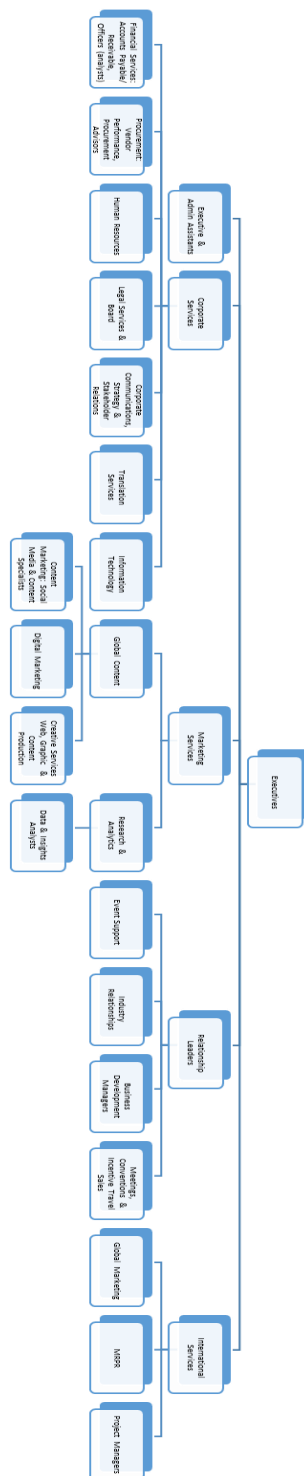 Executives
Executive &
Admin Assistants
Corporate
Services
Marketing
Services
Relationship
Leaders
International
Services
Financial Services:
Accounts Payable/
Receivable,
Officers (analysts)
Procurement:
Vendor
Performance,
Procurement
Advisors
Human Resources
Legal Services &
Board
Corporate
Communications,
Strategy &
Stakeholder
Relations
Translation
Services
Information
Technology
Global Content
Research &
Analytics
Event Support
Industry
Relationships
Business
Development
Managers
Meetings,
Conventions &
Incentive Travel
Sales
Global Marketing
MRPR
Project Managers
Content
Marketing: Social
Media & Content
Specialists
Digital Marketing
Creative Services
Web, Graphic &
Content
Production
Data & Insights
Analysts